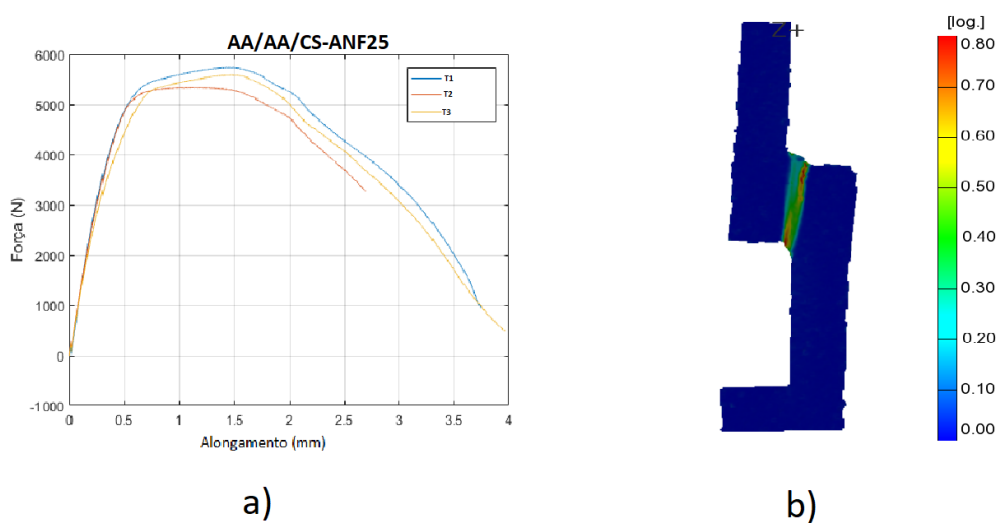 AA/AA/CS-ANF25
6000
5000
4000
3000
2000
1000
0
-1000
Força (N)
T1
T2
T3
0 0.5 1 1.5 2 2.5 3 3.5 4
Alongamento (mm)
a)
Z
[log.]
0.80
0.70
0.60
0.50
0.40
0.30
0.20
0.10
0.00
b)